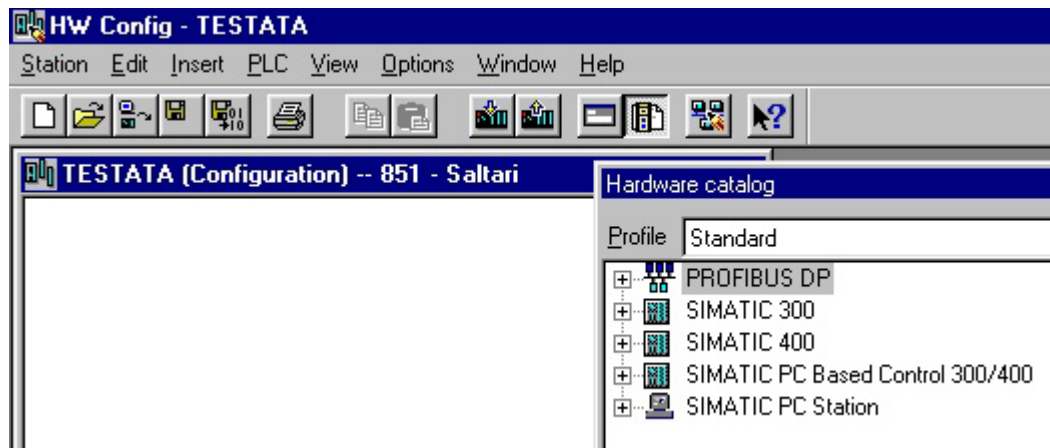 HW Config - TESTATA
Station Edit Insert PLC View Options Window Help
TESTATA (Configuration) -- 851 - Saltari
Hardware catalog
Profile Standard
PROFIBUS DP
SIMATIC 300
SIMATIC 400
SIMATIC PC Based Control 300/400
SIMATIC PC Station